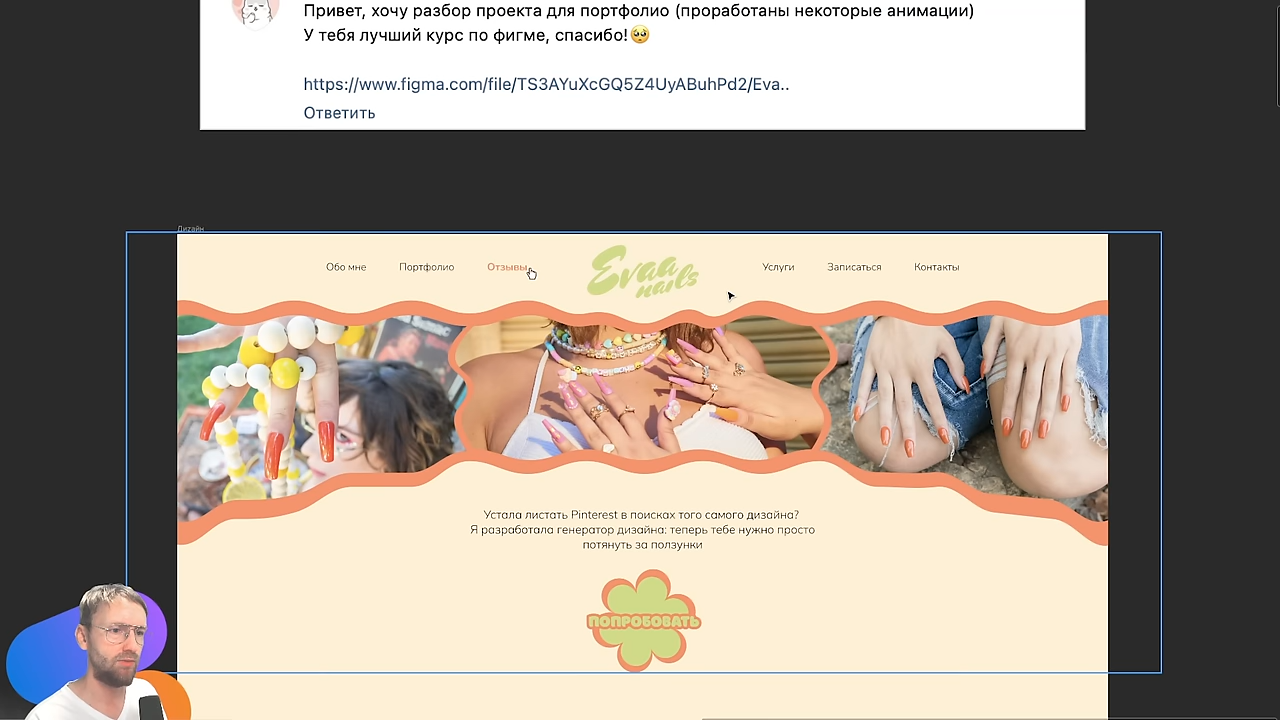 Привет, хочу разбор проекта для портфолио (проработаны некоторые анимации)
У тебя лучший курс по фигме, спасибо!🥺
https://www.figma.com/file/TS3AYuXcGQ5Z4UyABuhPd2/Eva..
Ответить
Дизайн
Обо мне Портфолио Отзывы Evaa nails Услуги Записаться Контакты
Устала листать Pinterest в поисках того самого дизайна?
Я разработала генератор дизайна: теперь тебе нужно просто
потянуть за ползунки
ПОПРОБОВАТЬ